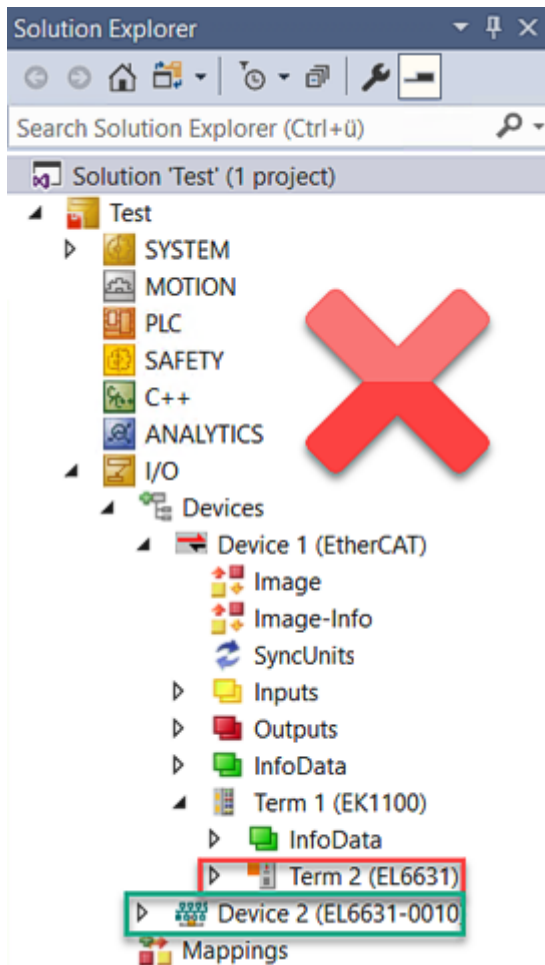 Solution Explorer
Search Solution Explorer (Ctrl+ü)
Solution 'Test' (1 project)
Test
SYSTEM
MOTION
PLC
SAFETY
C++
ANALYTICS
I/O
Devices
Device 1 (EtherCAT)
Image
Image-Info
SyncUnits
Inputs
Outputs
InfoData
Term 1 (EK1100)
InfoData
Term 2 (EL6631)
Device 2 (EL6631-0010
Mappings